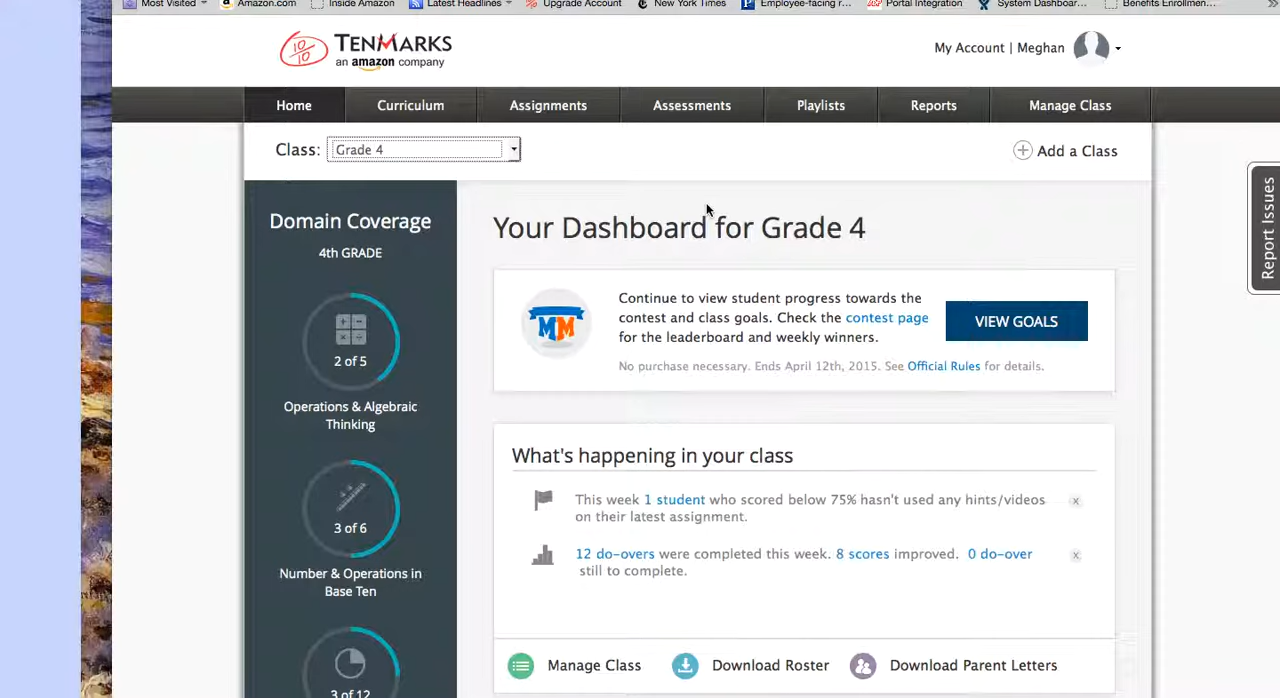 Most Visited
Amazon.com
Inside Amazon
Latest Headlines
Upgrade Account
New York Times
Employee-facing r...
Portal Integration
System Dashboar...
Benefits Enrollmen...
10
10
TENMARKS
an amazon company
My Account | Meghan
Home
Curriculum
Assignments
Assessments
Playlists
Reports
Manage Class
Class:
Grade 4
Add a Class
Report Issues
Domain Coverage
4th GRADE
2 of 5
Operations & Algebraic
Thinking
3 of 6
Number & Operations in
Base Ten
3 of 12
Your Dashboard for Grade 4
MM
Continue to view student progress towards the
contest and class goals. Check the contest page
for the leaderboard and weekly winners.
No purchase necessary. Ends April 12th, 2015. See Official Rules for details.
VIEW GOALS
What's happening in your class
This week 1 student who scored below 75% hasn't used any hints/videos
on their latest assignment.
x
12 do-overs were completed this week. 8 scores improved. 0 do-over
still to complete.
x
Manage Class
Download Roster
Download Parent Letters